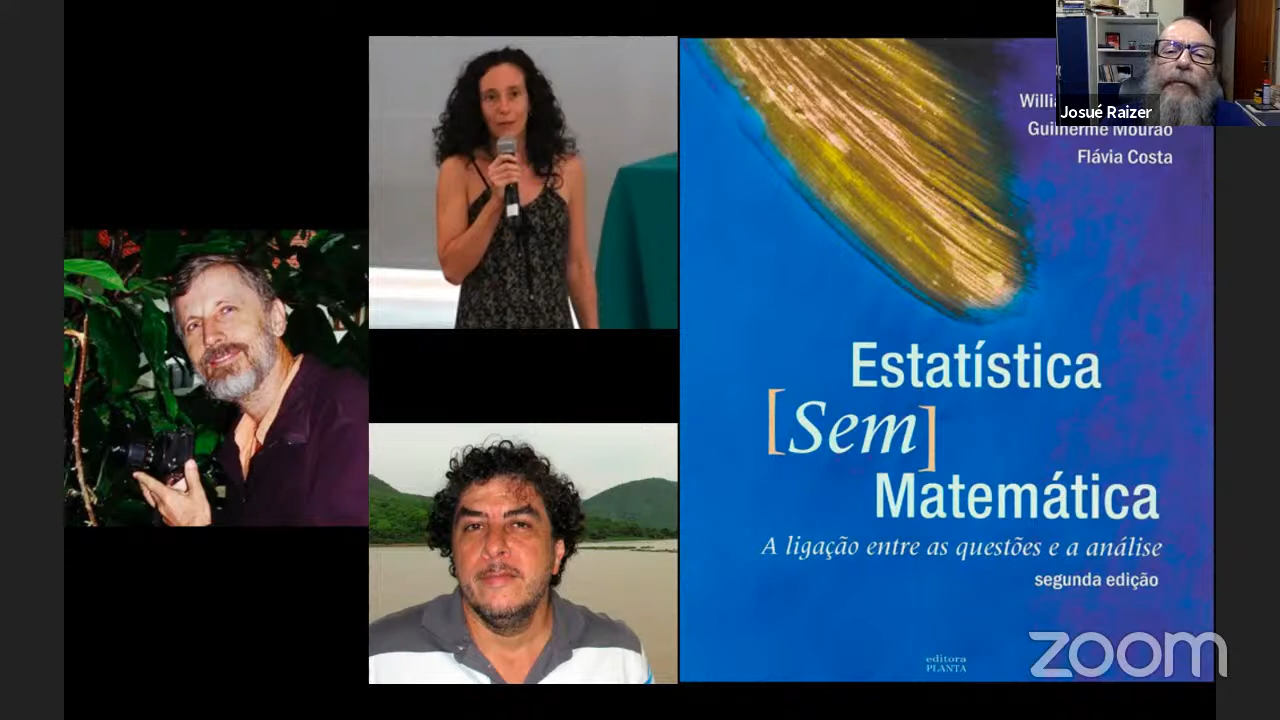 Josué Raizer
Guilherme Mourão
Flávia Costa
Estatística
[Sem]
Matemática
A ligação entre as questões e a análise
segunda edição
editora
PLANTA
zoom